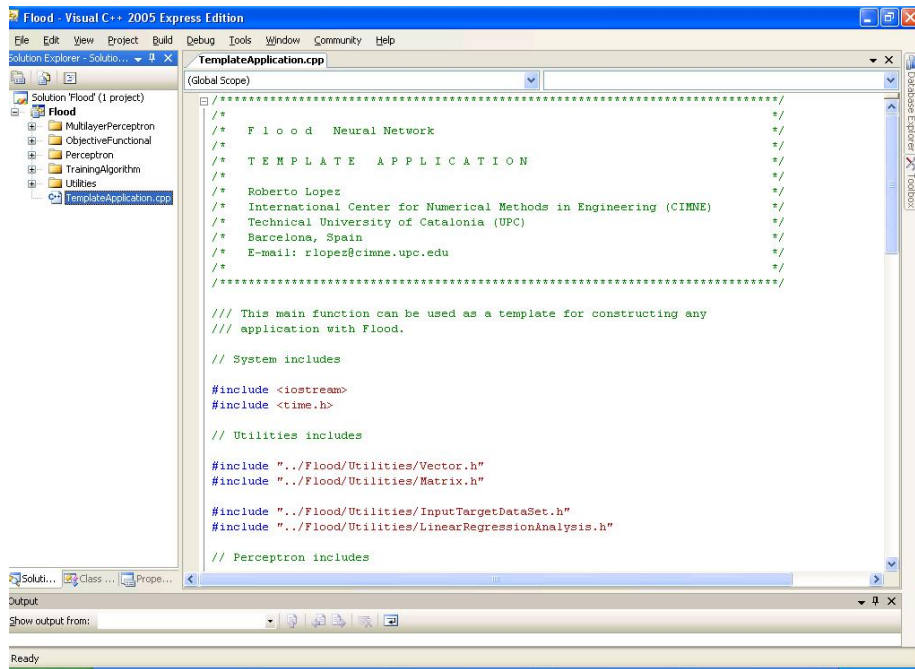 Flood - Visual C++ 2005 Express Edition
File Edit View Project Build Debug Tools Window Community Help
Solution Explorer - Solutio...
TemplateApplication.cpp
(Global Scope)
Solution 'Flood' (1 project)
Flood
MultilayerPerceptron
ObjectiveFunctional
Perceptron
TrainingAlgorithm
Utilities
TemplateApplication.cpp
/******************************************************************************/
/* */
/* F l o o d Neural Network */
/* */
/* T E M P L A T E A P P L I C A T I O N */
/* */
/* Roberto Lopez */
/* International Center for Numerical Methods in Engineering (CIMNE) */
/* Technical University of Catalonia (UPC) */
/* Barcelona, Spain */
/* E-mail: rlopez@cimne.upc.edu */
/* */
/******************************************************************************/
/// This main function can be used as a template for constructing any
/// application with Flood.
// System includes
#include <iostream>
#include <time.h>
// Utilities includes
#include "../Flood/Utilities/Vector.h"
#include "../Flood/Utilities/Matrix.h"
#include "../Flood/Utilities/InputTargetDataSet.h"
#include "../Flood/Utilities/LinearRegressionAnalysis.h"
// Perceptron includes
Database Explorer
Toolbox
Soluti... Class ... Prope...
Output
Show output from:
Ready